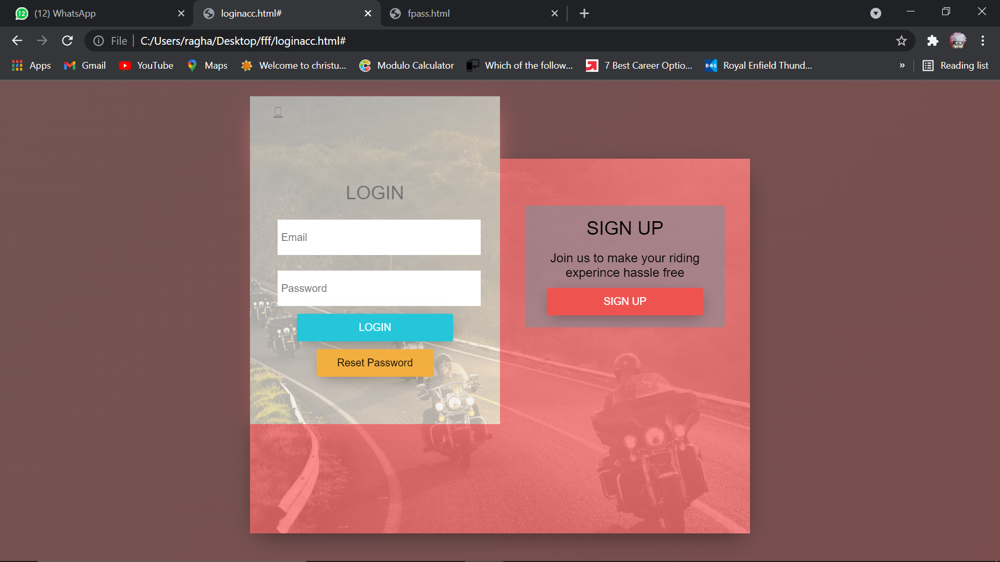 12
(12) WhatsApp
loginacc.html#
fpass.html
File
C:/Users/ragha/Desktop/fff/loginacc.html#
Apps
Gmail
YouTube
Maps
Welcome to christu...
Modulo Calculator
Which of the follow...
7 Best Career Optio...
B4S
Royal Enfield Thund...
»
Reading list
LOGIN
Email
Password
LOGIN
Reset Password
SIGN UP
Join us to make your riding
experince hassle free
SIGN UP